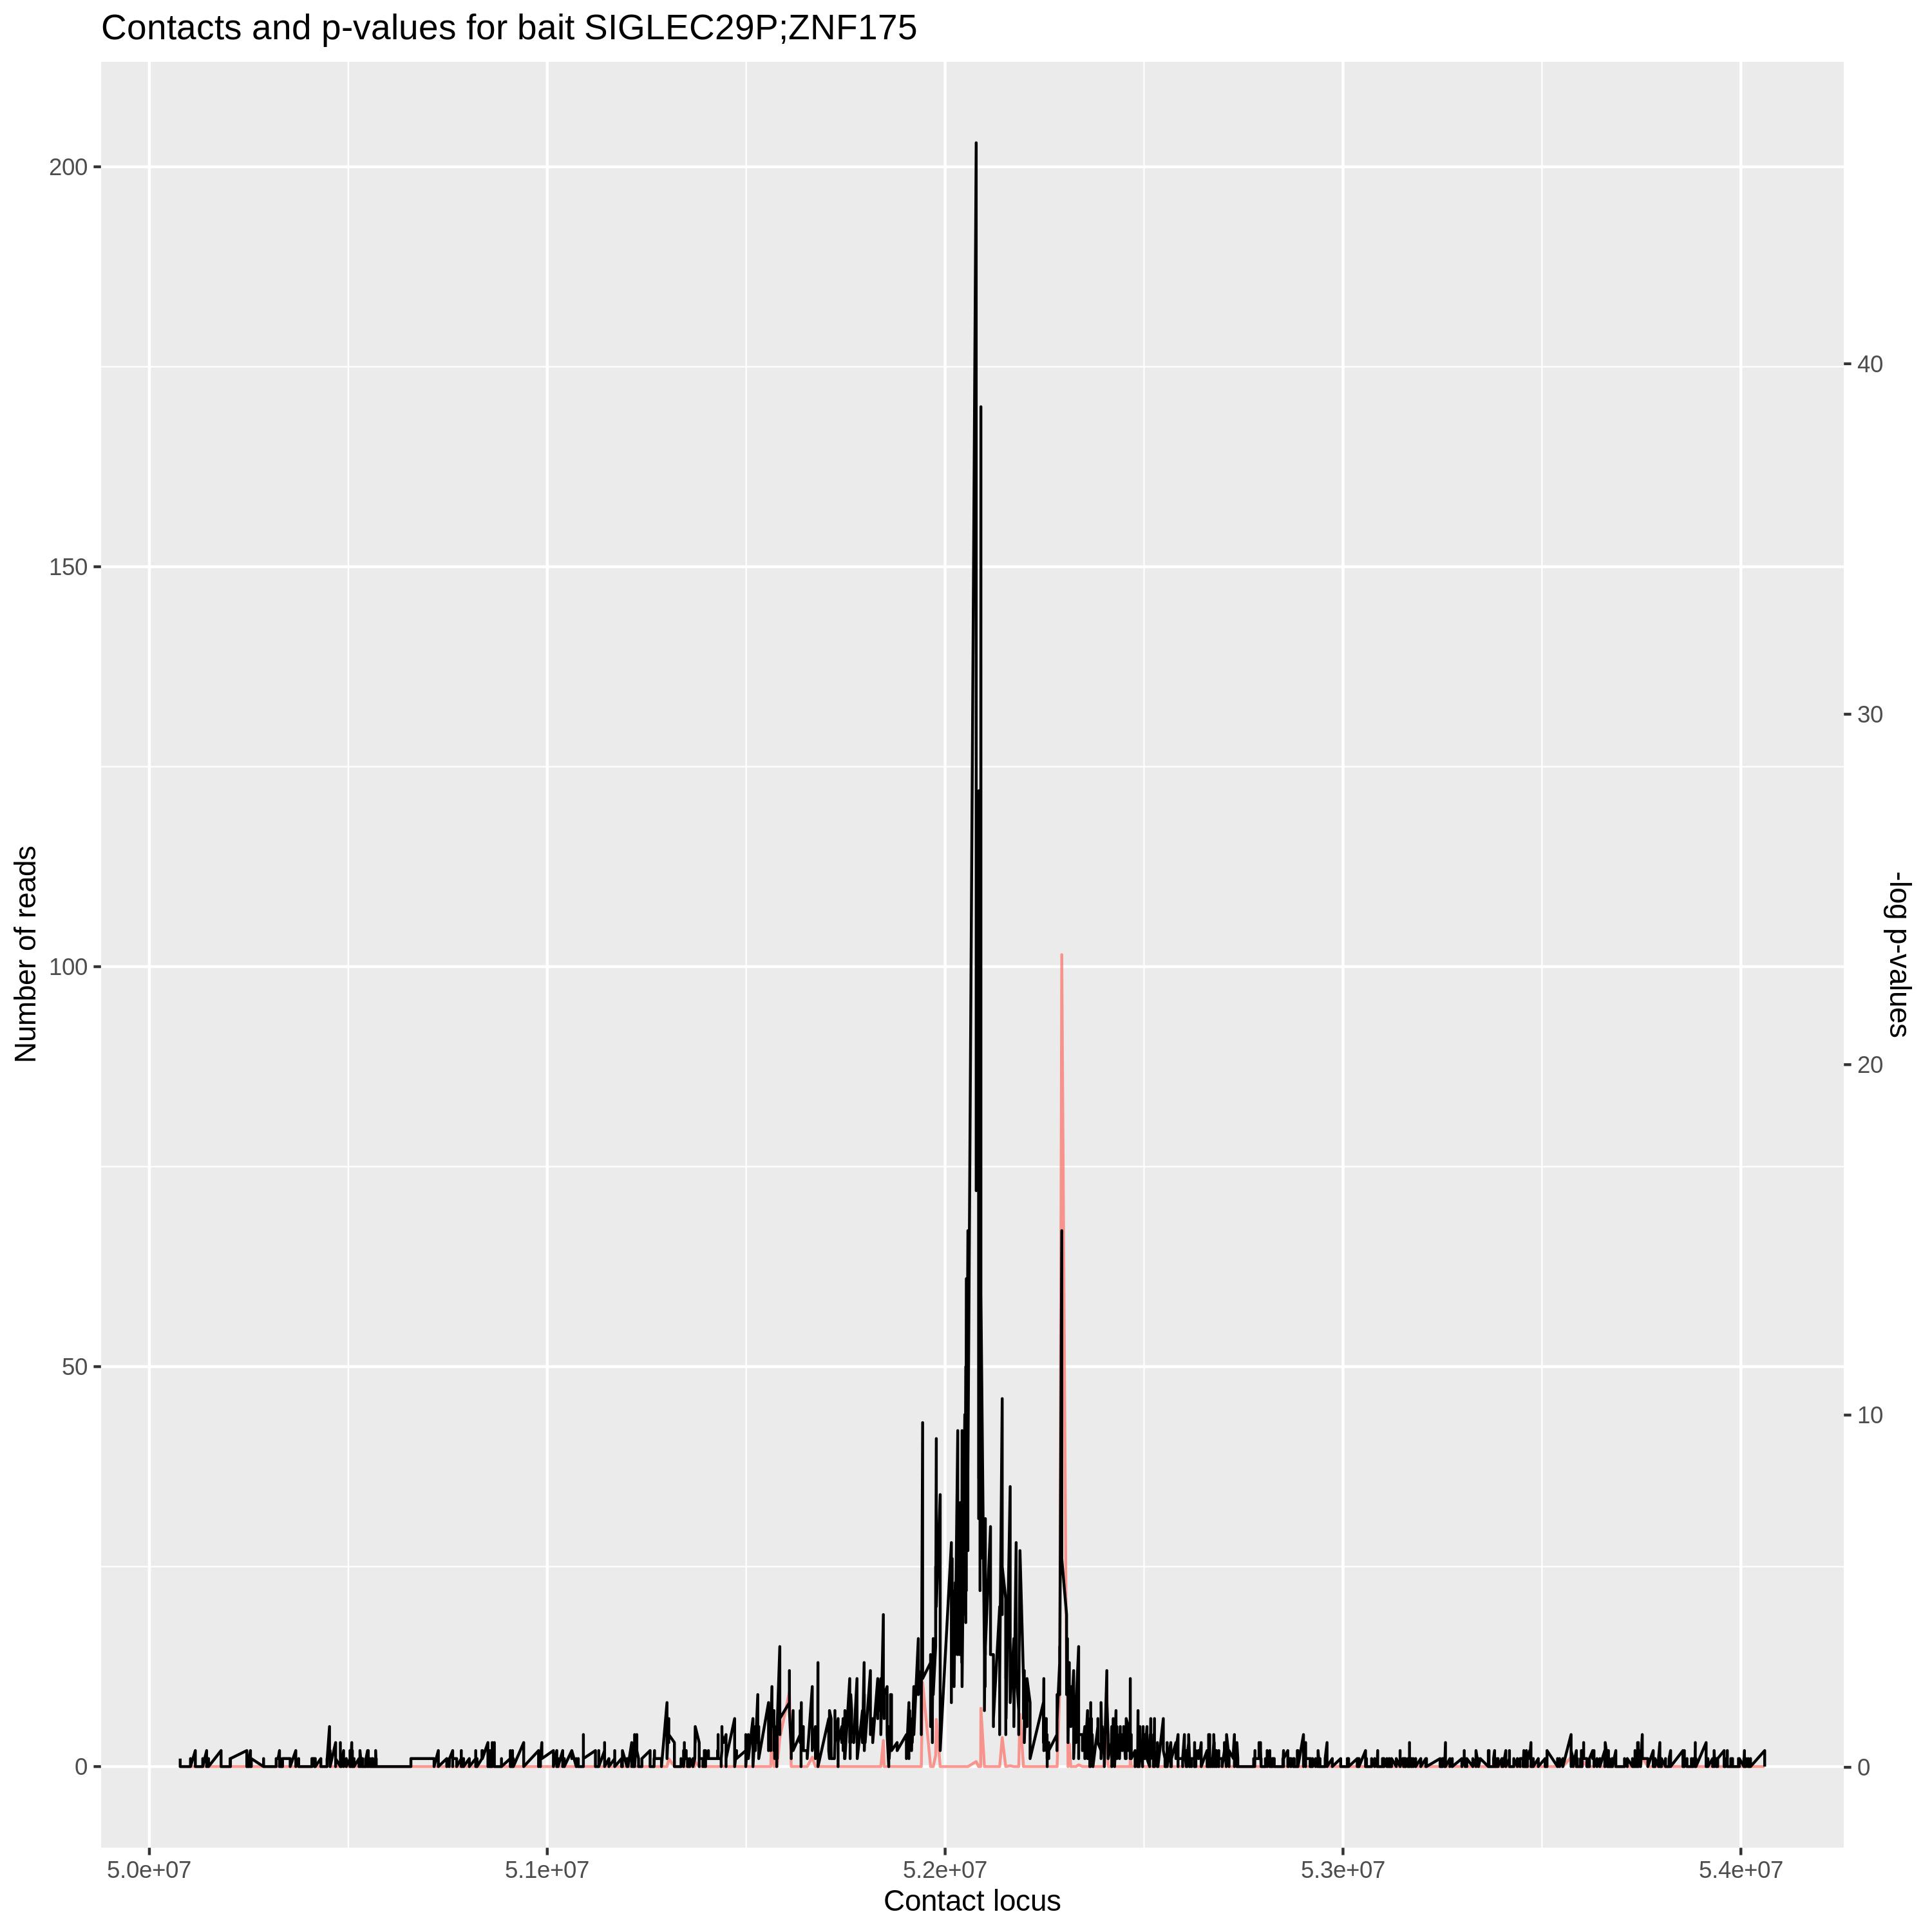 Contacts and p-values for bait SIGLEC29P;ZNF175
200
150
100
50
0
Number of reads
40
30
20
10
0
-log p-values
5.0e+07
5.1e+07
5.2e+07
5.3e+07
5.4e+07
Contact locus